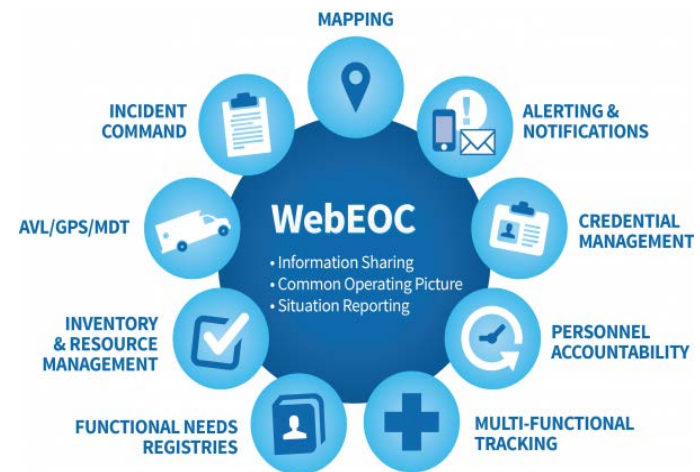 MAPPING
INCIDENT
COMMAND
ALERTING &
NOTIFICATIONS
AVL/GPS/MDT
WebEOC
• Information Sharing
• Common Operating Picture
• Situation Reporting
CREDENTIAL
MANAGEMENT
INVENTORY
& RESOURCE
MANAGEMENT
PERSONNEL
ACCOUNTABILITY
FUNCTIONAL NEEDS
REGISTRIES
MULTI-FUNCTIONAL
TRACKING